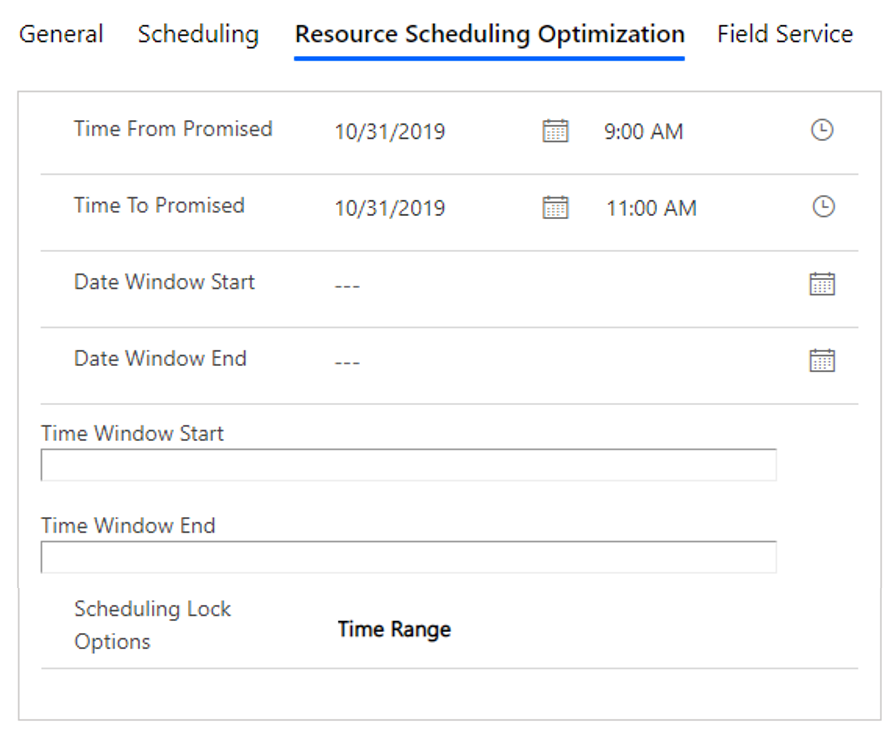 General Scheduling Resource Scheduling Optimization Field Service
Time From Promised 10/31/2019 9:00 AM
Time To Promised 10/31/2019 11:00 AM
Date Window Start ---
Date Window End ---
Time Window Start
Time Window End
Scheduling Lock
Options Time Range